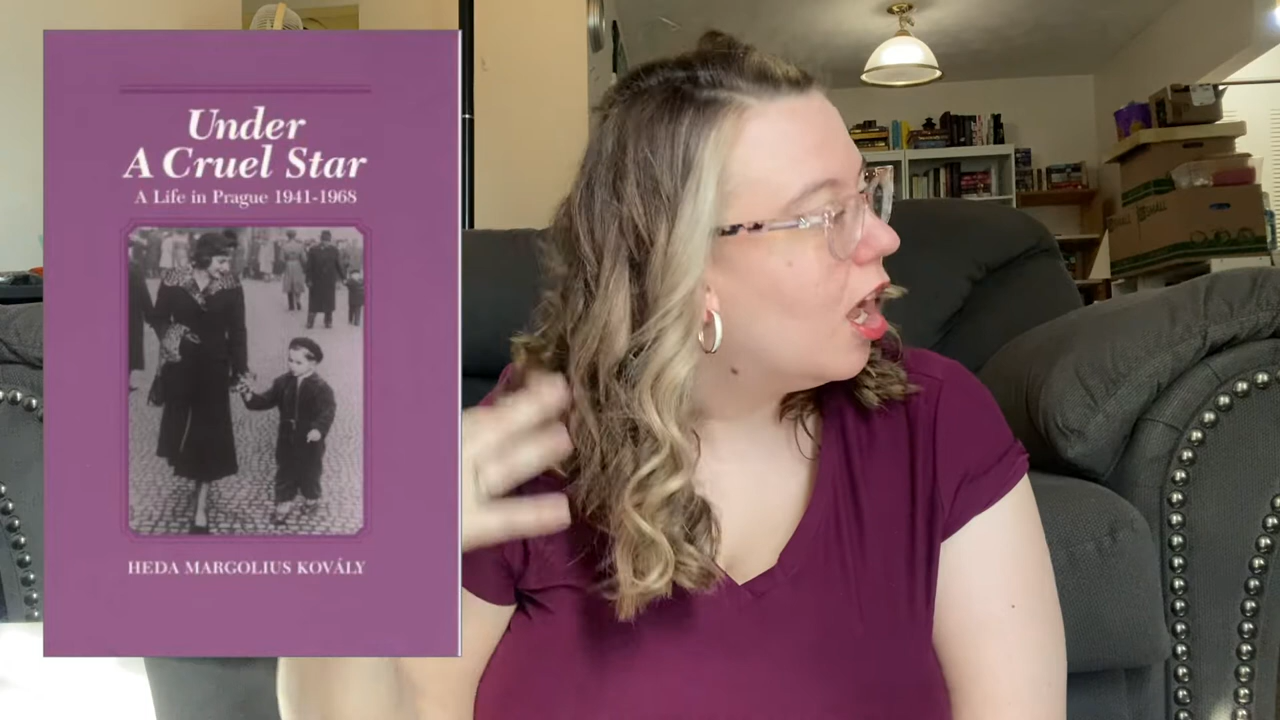 Under
A Cruel Star
A Life in Prague 1941-1968
HEDA MARGOLIUS KOVÁLY